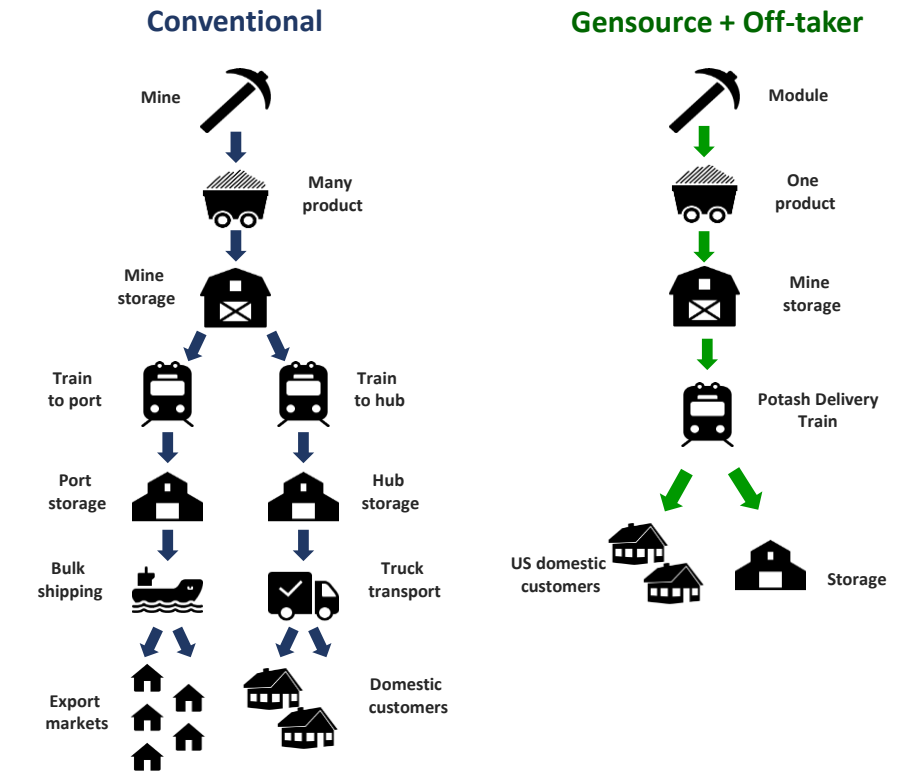 Conventional
Mine
Many
product
Mine
storage
Train
to port
Train
to hub
Port
storage
Hub
storage
Bulk
shipping
Truck
transport
Export
markets
Domestic
customers
Gensource + Off-taker
Module
One
product
Mine
storage
Potash Delivery
Train
US domestic
customers
Storage